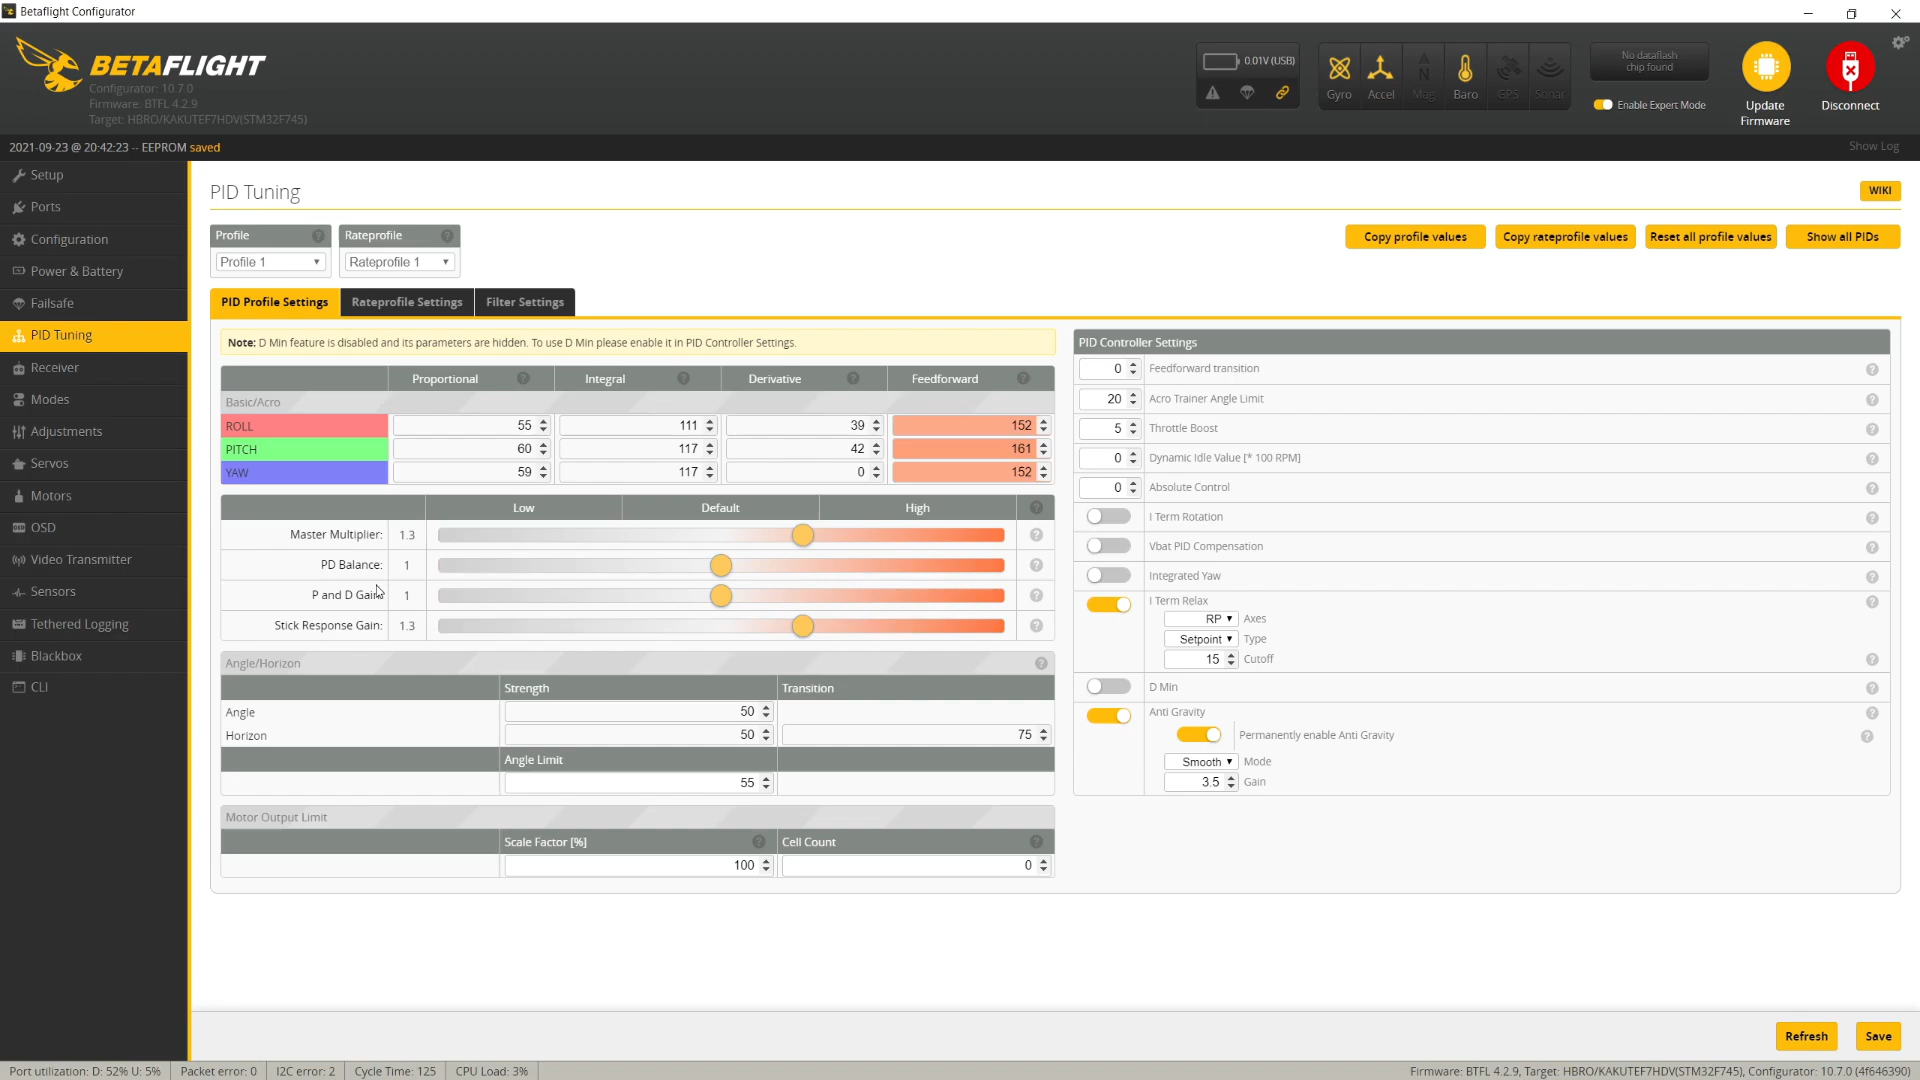 Betaflight Configurator
BETAFLIGHT
Configurator: 10.7.0
Firmware: BTFL 4.2.9
Target: HBRO/KAKUTEF7HDV(STM32F745)
0.01V (USB)
Gyro
Accel
Mag
Baro
GPS
Sonar
No dataflash
chip found
Enable Expert Mode
Update
Firmware
Disconnect
2021-09-23 @ 20:42:23 -- EEPROM saved
Show Log
Setup
Ports
Configuration
Power & Battery
Failsafe
PID Tuning
Receiver
Modes
Adjustments
Servos
Motors
OSD
Video Transmitter
Sensors
Tethered Logging
Blackbox
CLI
PID Tuning
WIKI
Profile
Profile 1
Rateprofile
Rateprofile 1
Copy profile values
Copy rateprofile values
Reset all profile values
Show all PIDs
PID Profile Settings
Rateprofile Settings
Filter Settings
Note: D Min feature is disabled and its parameters are hidden. To use D Min please enable it in PID Controller Settings.
Proportional Integral Derivative Feedforward
Basic/Acro
ROLL 55 111 39 152
PITCH 60 117 42 161
YAW 59 117 0 152
Low Default High
Master Multiplier: 1.3
PD Balance: 1
P and D Gain: 1
Stick Response Gain: 1.3
Angle/Horizon
Strength Transition
Angle 50
Horizon 50 75
Angle Limit
55
Motor Output Limit
Scale Factor [%] Cell Count
100 0
PID Controller Settings
0 Feedforward transition
20 Acro Trainer Angle Limit
5 Throttle Boost
0 Dynamic Idle Value [* 100 RPM]
0 Absolute Control
I Term Rotation
Vbat PID Compensation
Integrated Yaw
I Term Relax
RP Axes
Setpoint Type
15 Cutoff
D Min
Anti Gravity
Permanently enable Anti Gravity
Smooth Mode
3.5 Gain
Refresh
Save
Port utilization: D: 52% U: 5%
Packet error: 0
I2C error: 2
Cycle Time: 125
CPU Load: 3%
Firmware: BTFL 4.2.9, Target: HBRO/KAKUTEF7HDV(STM32F745), Configurator: 10.7.0 (4f646390)